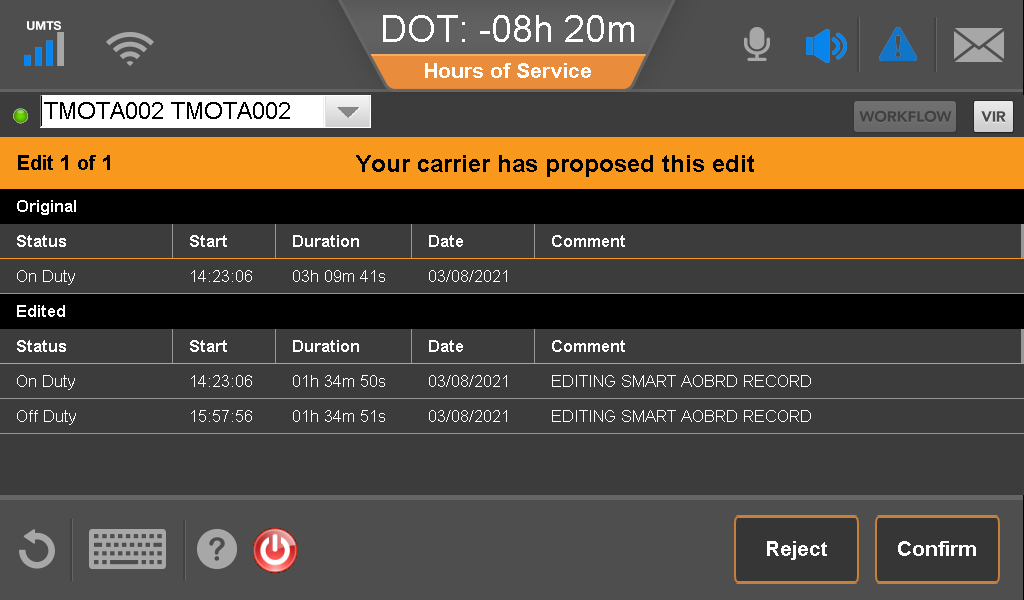 UMTS
DOT: -08h 20m
Hours of Service
TMOTA002 TMOTA002
WORKFLOW
VIR
Edit 1 of 1
Your carrier has proposed this edit
Original
Status Start Duration Date Comment
On Duty 14:23:06 03h 09m 41s 03/08/2021
Edited
Status Start Duration Date Comment
On Duty 14:23:06 01h 34m 50s 03/08/2021 EDITING SMART AOBRD RECORD
Off Duty 15:57:56 01h 34m 51s 03/08/2021 EDITING SMART AOBRD RECORD
?
Reject
Confirm